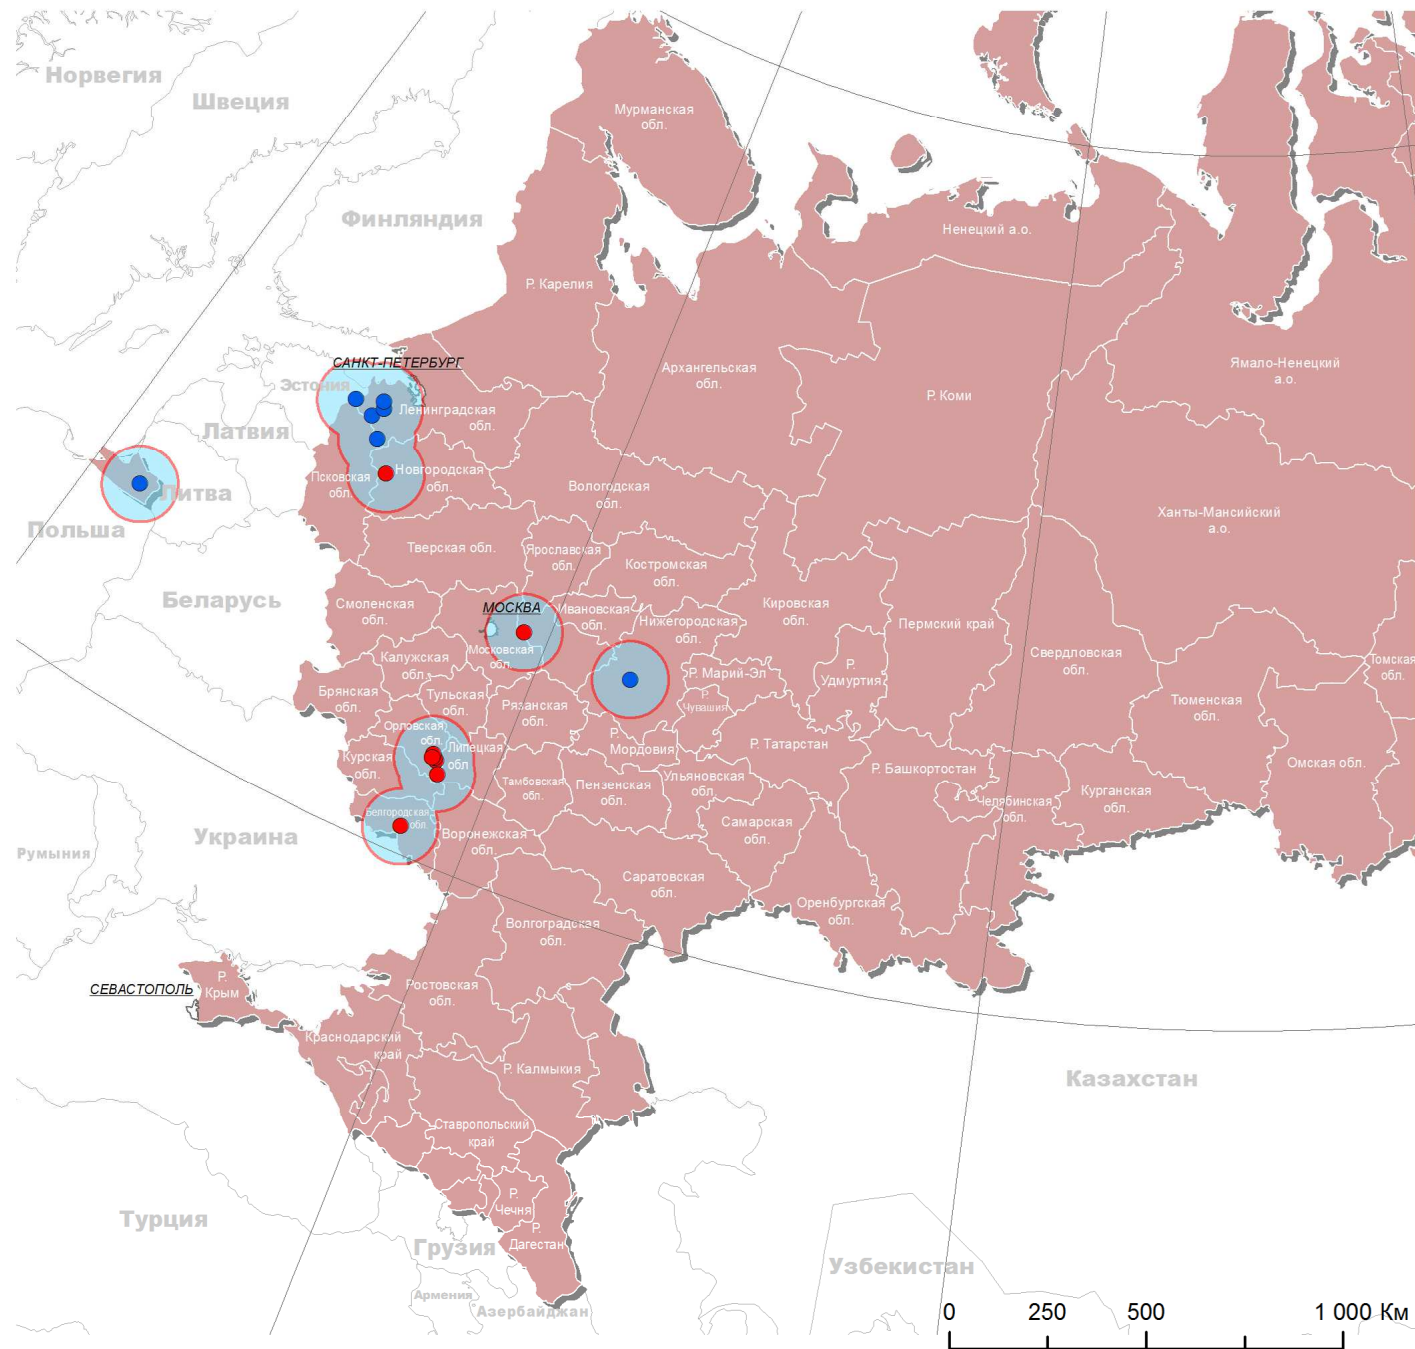 Норвегия
Швеция
Мурманская
обл.
Финляндия
Ненецкий а.о.
Р. Карелия
САНКТ-ПЕТЕРБУРГ
Эстония
Архангельская
обл.
Ямало-Ненецкий
а.о.
Р. Коми
Ленинградская
обл.
Латвия
Новгородская
обл.
Псковская
обл.
Вологодская
обл.
Литва
Польша
Ханты-Мансийский
а.о.
Тверская обл.
Ярославская
обл.
Костромская
обл.
Беларусь
Смоленская
обл.
МОСКВА
Ивановская
обл.
Нижегородская
обл.
Кировская
обл.
Пермский край
Свердловская
обл.
Московская
обл.
Калужская
обл.
Р. Марий-Эл
Р.
Удмуртия
Томская
обл.
Брянская
обл.
Тульская
обл.
Рязанская
обл.
Р.
Чувашия
Тюменская
обл.
Орловская
обл.
Липецкая
обл
Р.
Мордовия
Р. Татарстан
Курская
обл.
Р. Башкортостан
Омская обл.
Тамбовская
обл.
Пензенская
обл.
Ульяновская
обл.
Челябинская
обл.
Курганская
обл.
Белгородская
обл.
Самарская
обл.
Украина
Воронежская
обл.
Румыния
Саратовская
обл.
Оренбургская
обл.
Волгоградская
обл.
Р.
Крым
СЕВАСТОПОЛЬ
Ростовская
обл.
Краснодарский
край
Р. Калмыкия
Казахстан
Ставропольский
край
Р.
Чечня
Турция
Р.
Дагестан
Грузия
Узбекистан
Армения
Азербайджан
0 250 500 1 000 Км